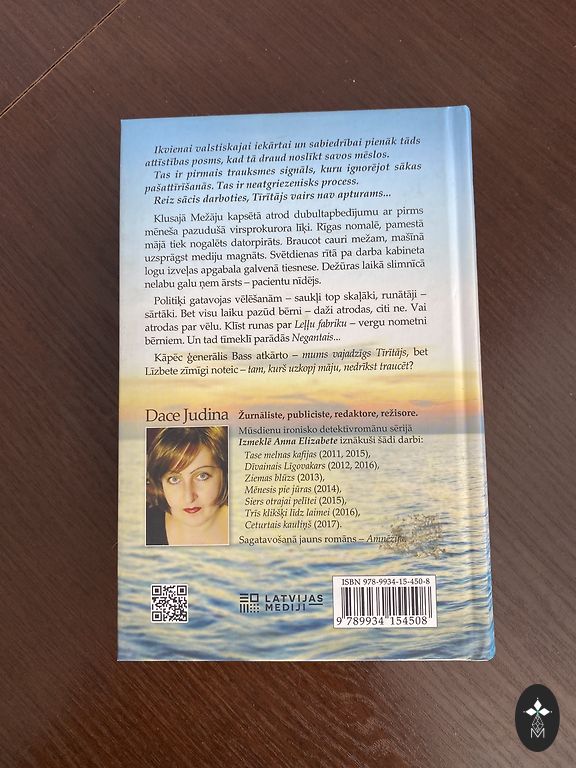 Ikvienai valstiskajai iekārtai un sabiedrībai pienāk tāds
attīstības posms, kad tā draud noslīkt savos mēslos.
Tas ir pirmais trauksmes signāls, kuru ignorējot sākas
pašattīrīšanās. Tas ir neatgriezenisks process.
Reiz sācis darboties, Tīrītājs vairs nav apturams...
Klusajā Mežāju kapsētā atrod dubultapbedījumu ar pirms
mēneša pazudušā virsprokurora līķi. Rīgas nomalē, pamestā
mājā tiek nogalēts datorpirāts. Braucot cauri mežam, mašīnā
uzsprāgst mediju magnāts. Svētdienas rītā pa darba kabineta
logu izveļas apgabala galvenā tiesnese. Dežūras laikā slimnīcā
nelabu galu ņem ārsts – pacientu nīdējs.
Politiķi gatavojas vēlēšanām – saukļi top skaļāki, runātāji –
sārtāki. Bet visu laiku pazūd bērni – daži atrodas, citi ne. Vai
atrodas par vēlu. Klīst runas par Leļļu fabriku – vergu nometni
bērniem. Un tad tīmeklī parādās Negantais...
Kāpēc ģenerālis Bass atkārto – mums vajadzīgs Tīrītājs, bet
Līzbete zīmīgi noteic – tam, kurš uzkopj māju, nedrīkst traucēt?
Dace Judina
Žurnāliste, publiciste, redaktore, režisore.
Mūsdienu ironisko detektīvromānu sērijā
Izmeklē Anna Elizabete iznākuši šādi darbi:
Tase melnas kafijas (2011, 2015),
Dīvainais Līgovakars (2012, 2016),
Ziemas blūzs (2013),
Mēnesis pie jūras (2014),
Siers otrajai pelītei (2015),
Trīs klikšķi līdz laimei (2016),
Ceturtais kauliņš (2017).
Sagatavošanā jauns romāns – Amnēzija.
LATVIJAS
MEDIJI
ISBN 978-9934-15-450-8
9 789934 154508
M